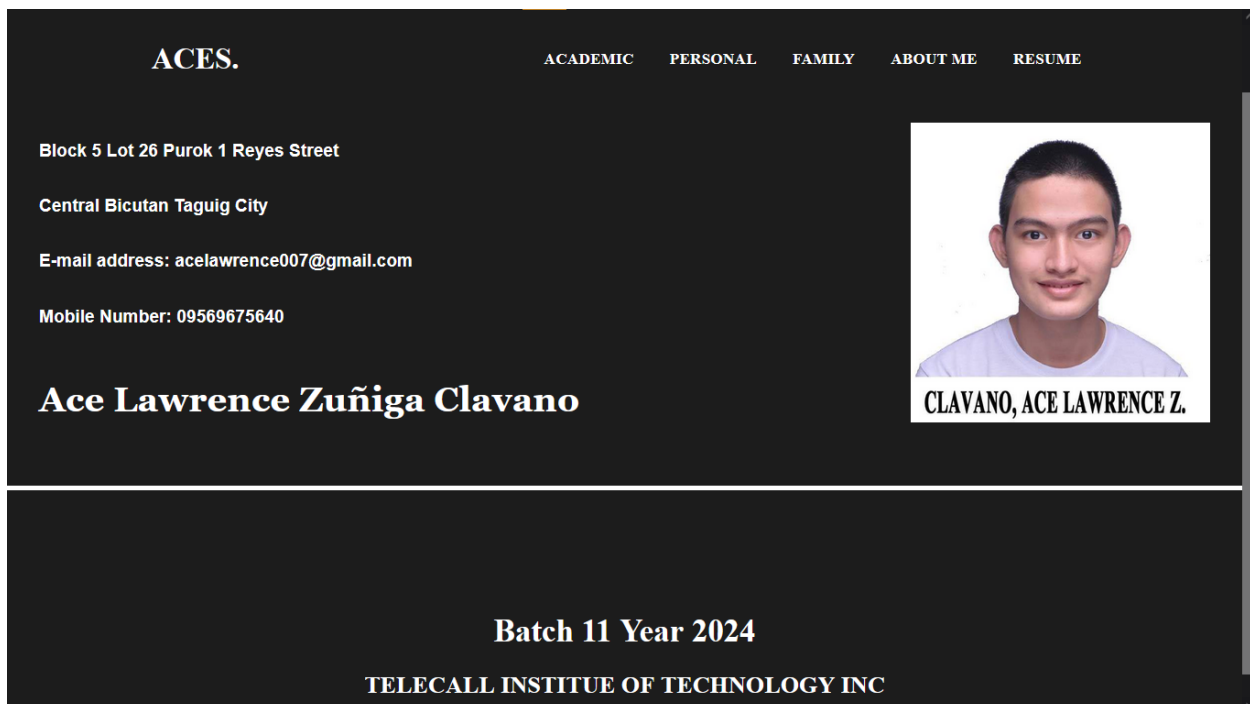 ACES.
ACADEMIC PERSONAL FAMILY ABOUT ME RESUME
Block 5 Lot 26 Purok 1 Reyes Street
Central Bicutan Taguig City
E-mail address: acelawrence007@gmail.com
Mobile Number: 09569675640
Ace Lawrence Zuñiga Clavano
CLAVANO, ACE LAWRENCE Z.
Batch 11 Year 2024
TELECALL INSTITUE OF TECHNOLOGY INC